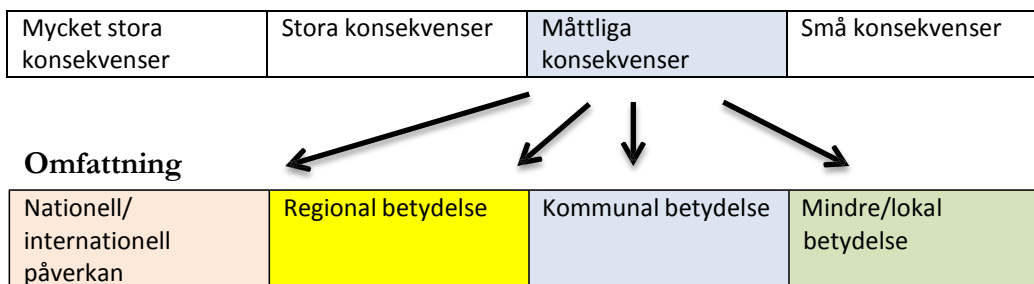 Mycket stora
konsekvenser
Stora konsekvenser
Måttliga
konsekvenser
Små konsekvenser
Omfattning
Nationell/
internationell
påverkan
Regional betydelse
Kommunal betydelse
Mindre/lokal
betydelse